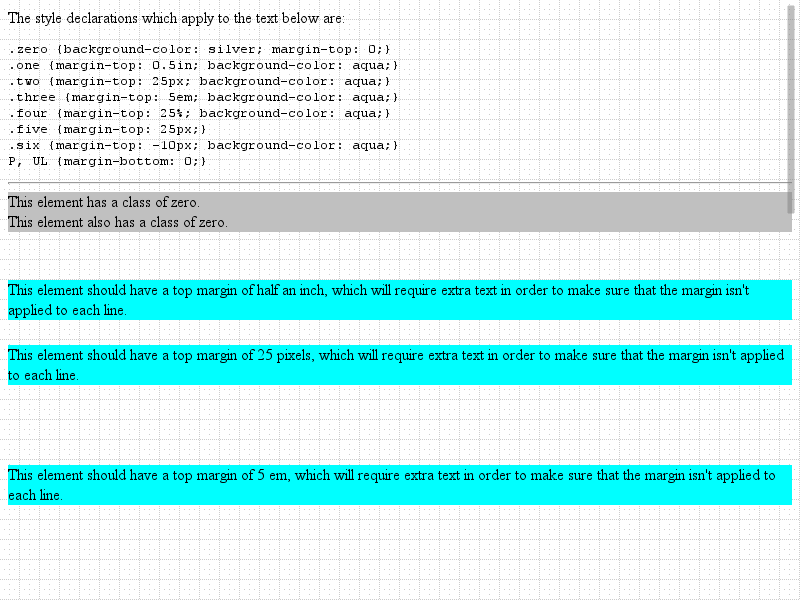 The style declarations which apply to the text below are:
.zero {background-color: silver; margin-top: 0;}
.one {margin-top: 0.5in; background-color: aqua;}
.two {margin-top: 25px; background-color: aqua;}
.three {margin-top: 5em; background-color: aqua;}
.four {margin-top: 25%; background-color: aqua;}
.five {margin-top: 25px;}
.six {margin-top: -10px; background-color: aqua;}
P, UL {margin-bottom: 0;}
This element has a class of zero.
This element also has a class of zero.
This element should have a top margin of half an inch, which will require extra text in order to make sure that the margin isn't
applied to each line.
This element should have a top margin of 25 pixels, which will require extra text in order to make sure that the margin isn't applied
to each line.
This element should have a top margin of 5 em, which will require extra text in order to make sure that the margin isn't applied to
each line.